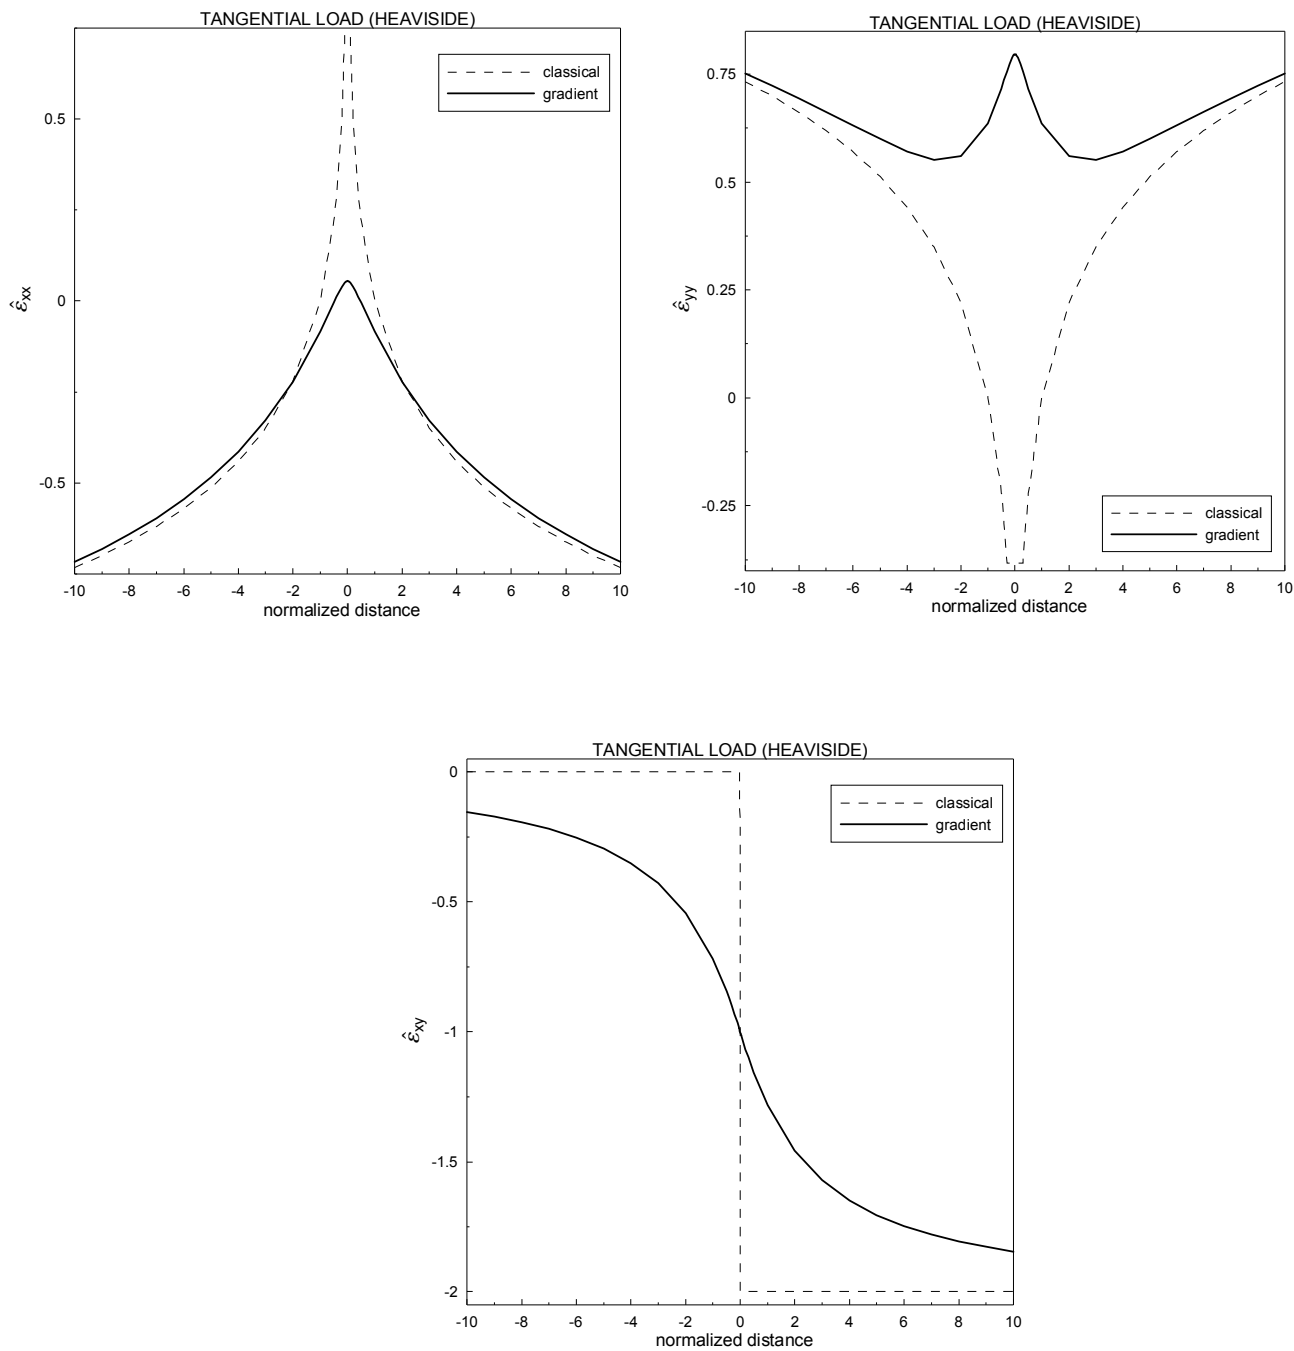 TANGENTIAL LOAD (HEAVISIDE)
classical
gradient
0.5
0
-0.5
ε̂xx
-10 -8 -6 -4 -2 0 2 4 6 8 10
normalized distance
TANGENTIAL LOAD (HEAVISIDE)
0.75
0.5
0.25
0
-0.25
ε̂yy
classical
gradient
-10 -8 -6 -4 -2 0 2 4 6 8 10
normalized distance
TANGENTIAL LOAD (HEAVISIDE)
classical
gradient
0
-0.5
-1
-1.5
-2
ε̂xy
-10 -8 -6 -4 -2 0 2 4 6 8 10
normalized distance